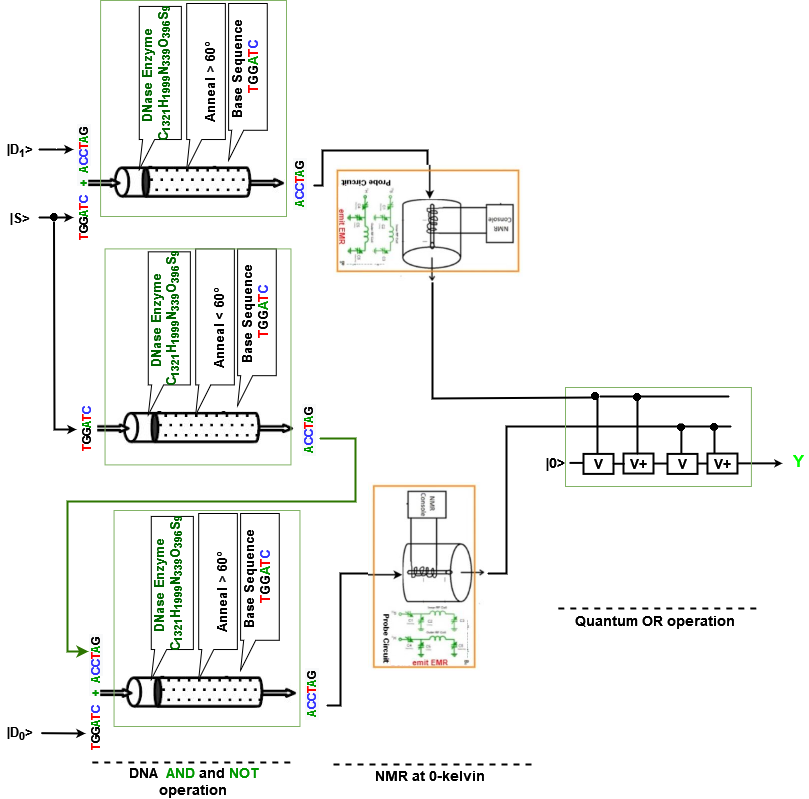 DNase Enzyme
C1321H1999N339O396S9
Anneal > 60°
Base Sequence
TGGATC
|D1>
TGGATC + ACCTAG
ACCTAG
|S>
Probe Circuit
emit EMR
NMR
Console
DNase Enzyme
C1321H1999N339O396S9
Anneal < 60°
Base Sequence
TGGATC
TGGATC
ACCTAG
|0>
V
V+
V
V+
Y
NMR
Console
Probe Circuit
emit EMR
DNase Enzyme
C1321H1999N339O396S9
Anneal > 60°
Base Sequence
TGGATC
TGGATC + ACCTAG
ACCTAG
|D0>
Quantum OR operation
DNA AND and NOT
operation
NMR at 0-kelvin